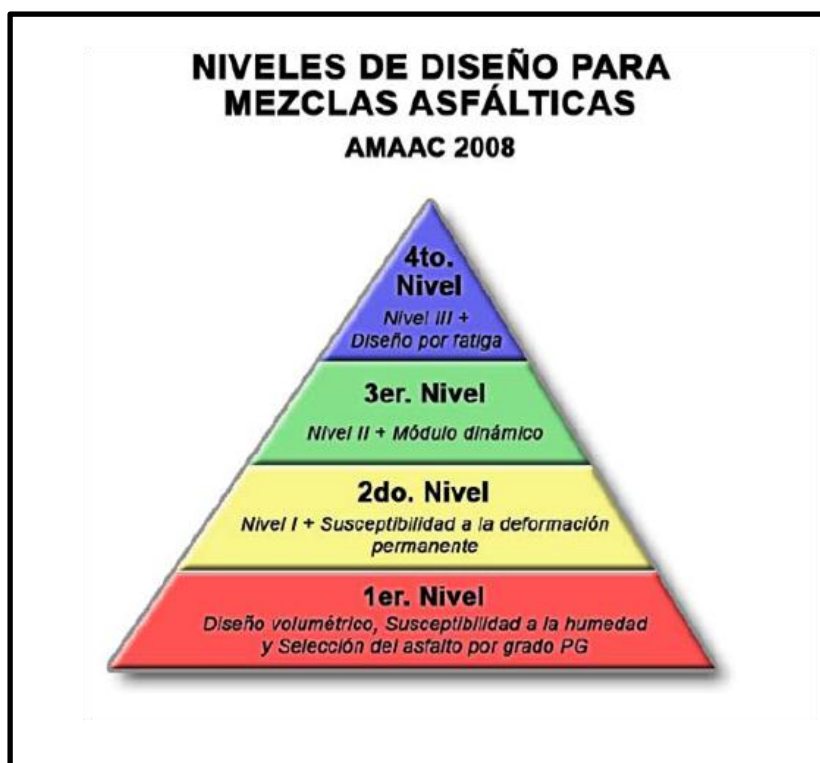 NIVELES DE DISEÑO PARA
MEZCLAS ASFÁLTICAS
AMAAC 2008
4to.
Nivel
Nivel III +
Diseño por fatiga
3er. Nivel
Nivel II + Módulo dinámico
2do. Nivel
Nivel I + Susceptibilidad a la deformación
permanente
1er. Nivel
Diseño volumétrico, Susceptibilidad a la humedad
y Selección del asfalto por grado PG